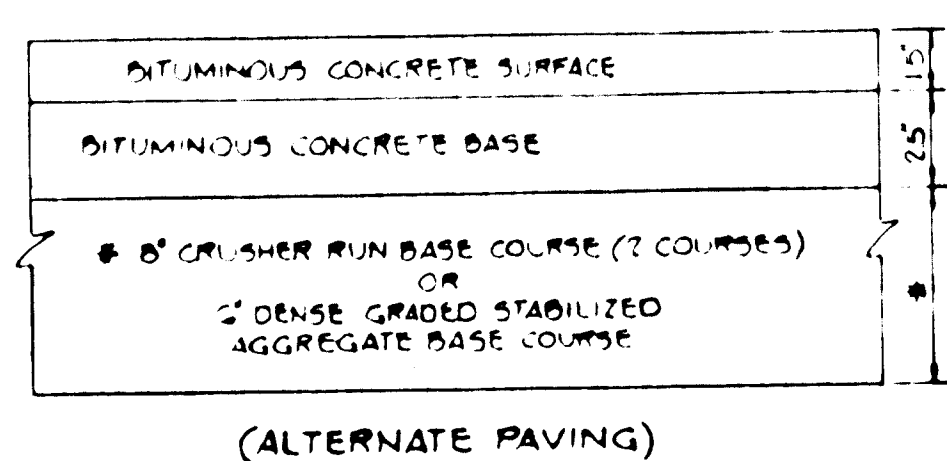 BITUMINOUS CONCRETE SURFACE
1.5"
BITUMINOUS CONCRETE BASE
2.5"
* 8" CRUSHER RUN BASE COURSE (2 COURSES)
OR
DENSE GRADED STABILIZED
AGGREGATE BASE COURSE
*
(ALTERNATE PAVING)